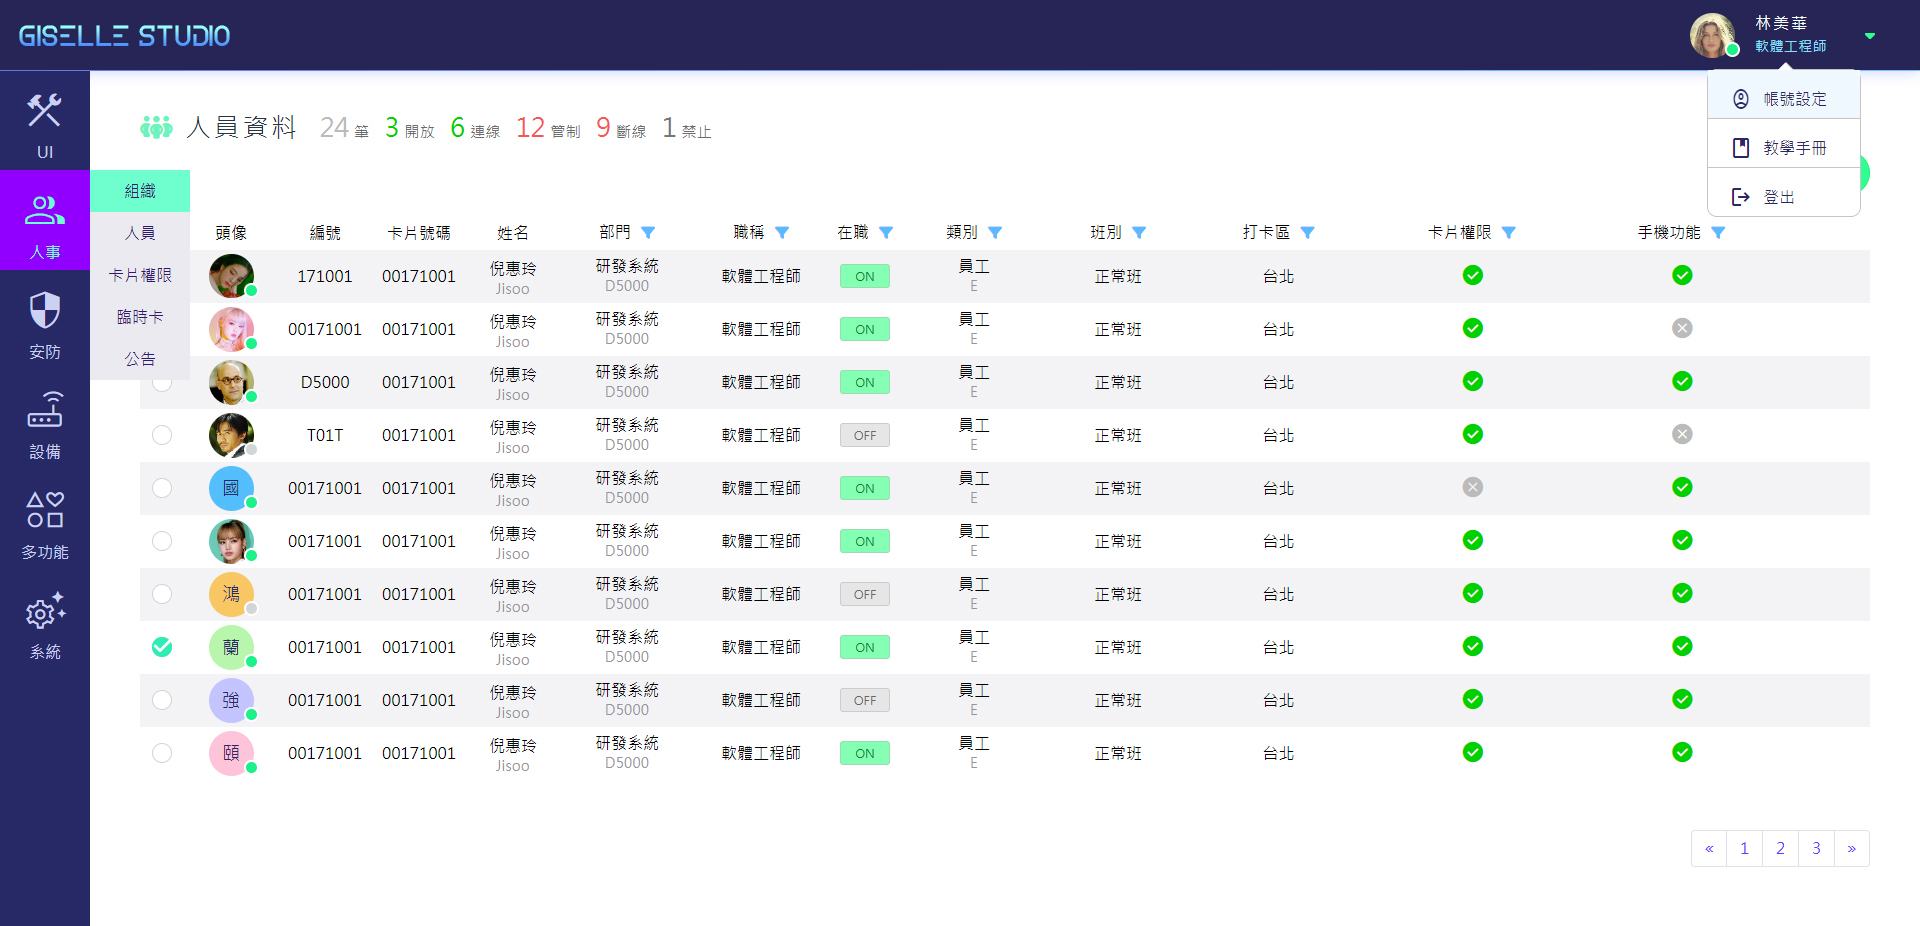 GISELLE STUDIO
林美華
軟體工程師
帳號設定
教學手冊
登出
UI
人事
安防
設備
多功能
系統
組織
人員
卡片權限
臨時卡
公告
人員資料 24 筆 3 開放 6 連線 12 管制 9 斷線 1 禁止
頭像 編號 卡片號碼 姓名 部門 職稱 在職 類別 班別 打卡區 卡片權限 手機功能
171001 00171001 倪惠玲 研發系統 軟體工程師 ON 員工 正常班 台北
Jisoo D5000 E
00171001 00171001 倪惠玲 研發系統 軟體工程師 ON 員工 正常班 台北
Jisoo D5000 E
D5000 00171001 倪惠玲 研發系統 軟體工程師 ON 員工 正常班 台北
Jisoo D5000 E
T01T 00171001 倪惠玲 研發系統 軟體工程師 OFF 員工 正常班 台北
Jisoo D5000 E
國 00171001 00171001 倪惠玲 研發系統 軟體工程師 ON 員工 正常班 台北
Jisoo D5000 E
00171001 00171001 倪惠玲 研發系統 軟體工程師 ON 員工 正常班 台北
Jisoo D5000 E
鴻 00171001 00171001 倪惠玲 研發系統 軟體工程師 OFF 員工 正常班 台北
Jisoo D5000 E
蘭 00171001 00171001 倪惠玲 研發系統 軟體工程師 ON 員工 正常班 台北
Jisoo D5000 E
強 00171001 00171001 倪惠玲 研發系統 軟體工程師 OFF 員工 正常班 台北
Jisoo D5000 E
頤 00171001 00171001 倪惠玲 研發系統 軟體工程師 ON 員工 正常班 台北
Jisoo D5000 E
« 1 2 3 »